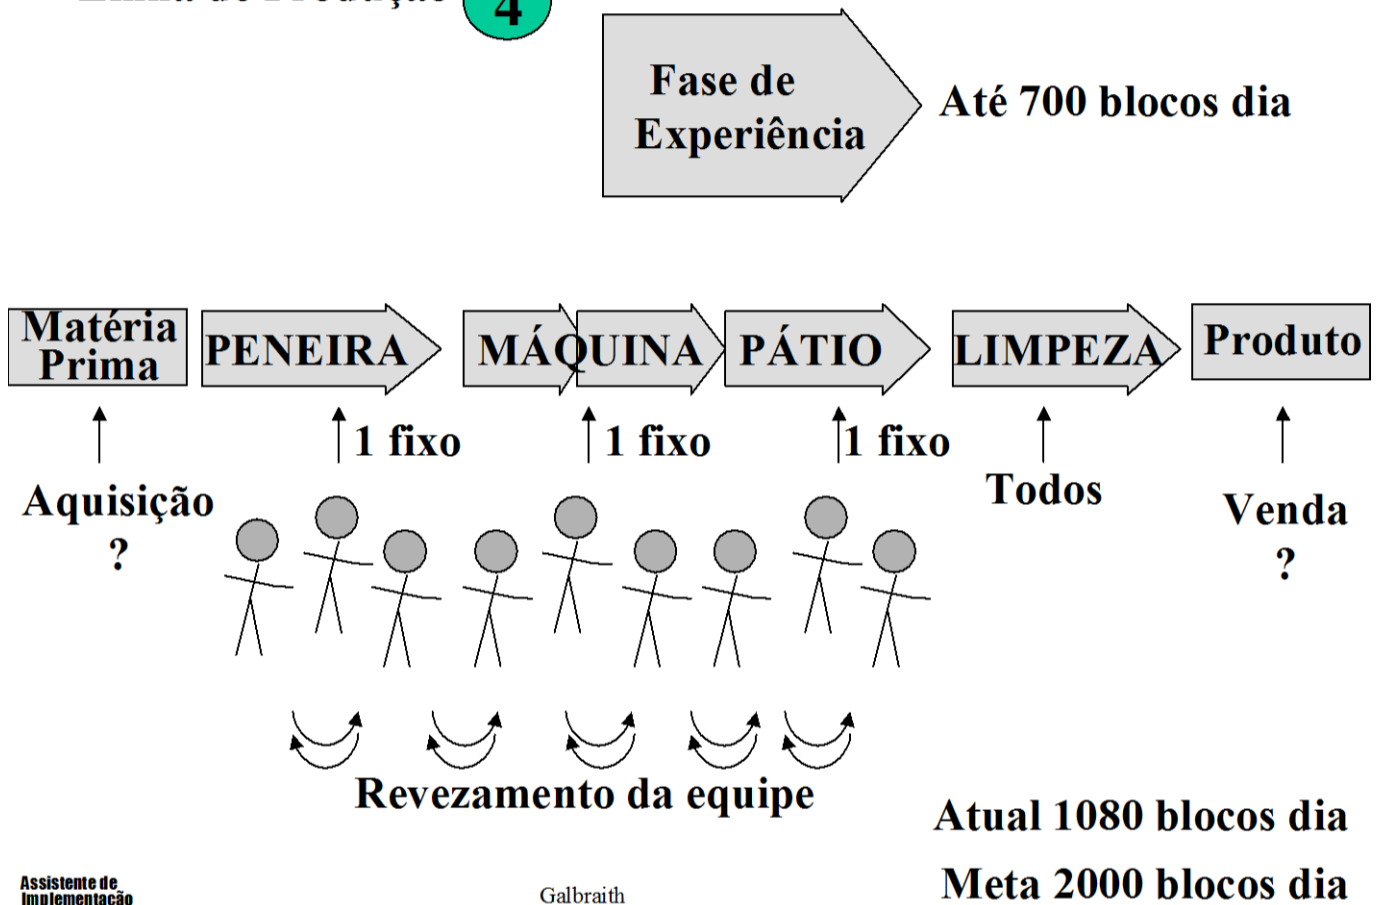 4
Fase de
Experiência
Até 700 blocos dia
Matéria
Prima
PENEIRA
MÁQUINA
PÁTIO
LIMPEZA
Produto
1 fixo
1 fixo
1 fixo
Aquisição
?
Todos
Venda
?
Revezamento da equipe
Atual 1080 blocos dia
Meta 2000 blocos dia
Assistente de
Implementação
Galbraith